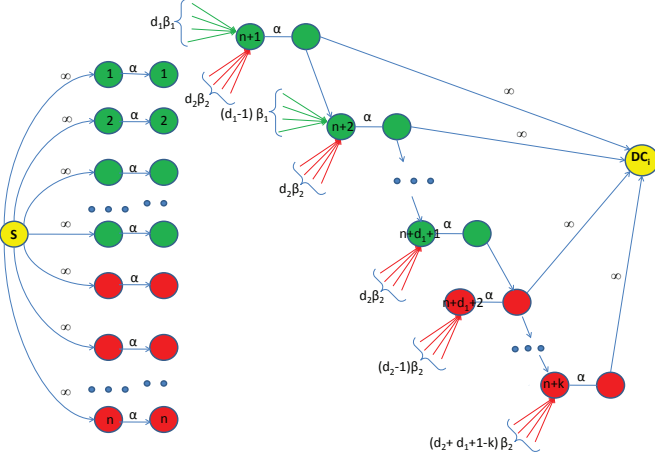 d₁β₁
n+1
α
∞
1
α
1
∞
d₂β₂
(d₁-1) β₁
n+2
α
∞
∞
2
α
2
DCᵢ
∞
α
d₂β₂
S
∞
α
n+d₁+1
α
∞
∞
α
d₂β₂
n+d₁+2
α
∞
∞
α
(d₂-1)β₂
n+k
α
∞
n
α
n
(d₂+ d₁+1-k) β₂